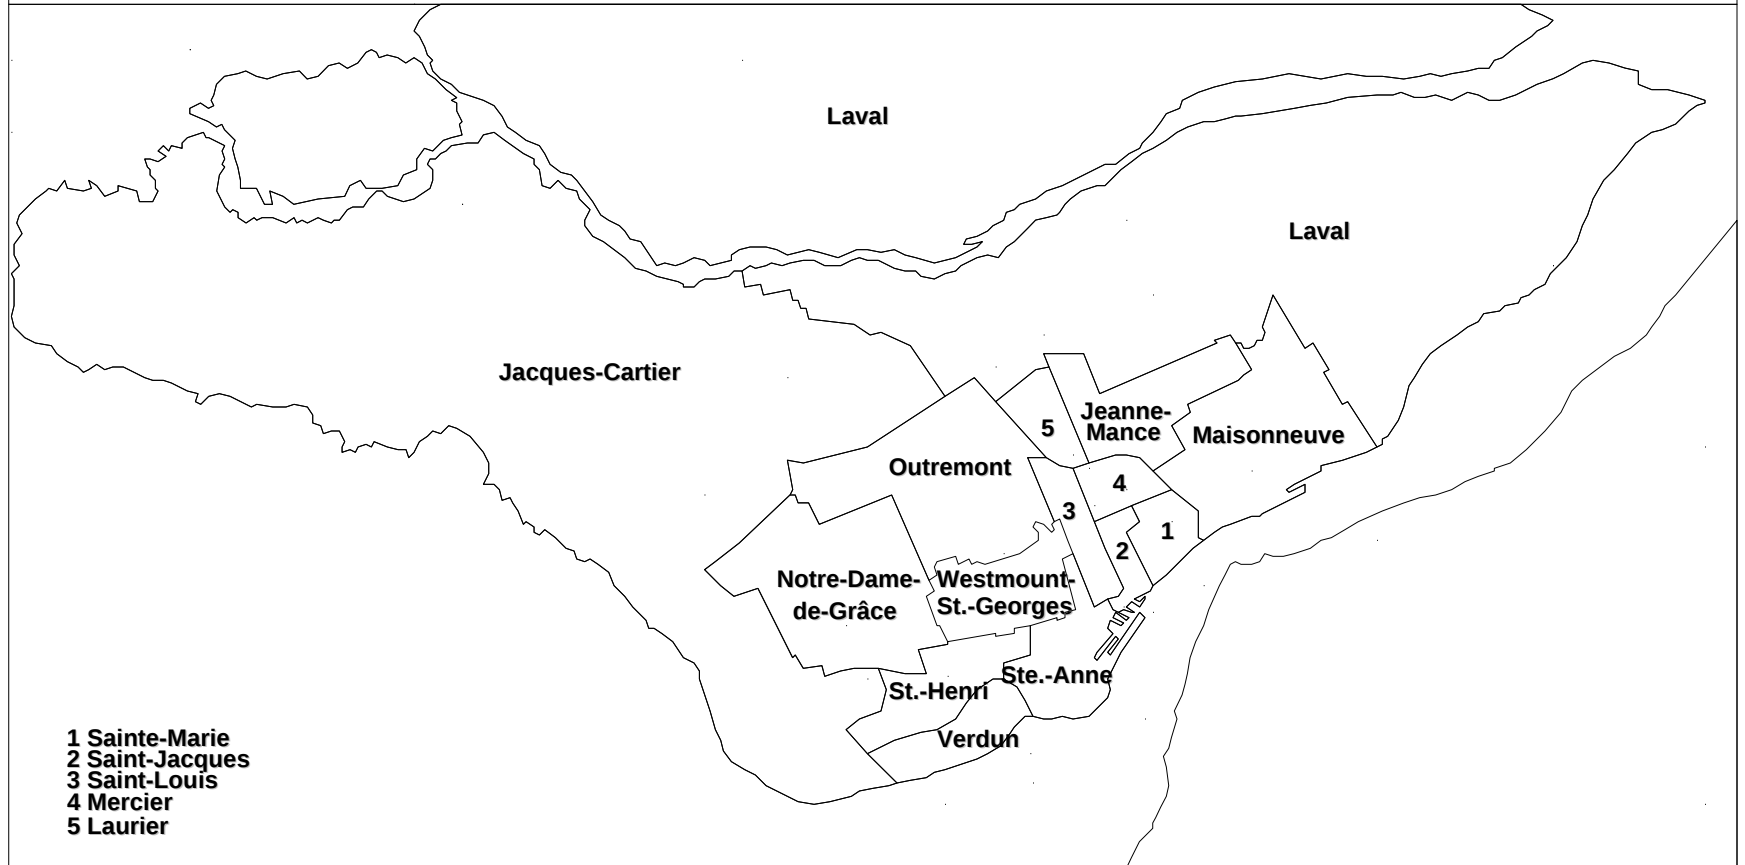 Laval
Laval
Jacques-Cartier
5
Jeanne-
Mance
Maisonneuve
Outremont
4
3
1
2
Notre-Dame-
de-Grâce
Westmount-
St.-Georges
Ste.-Anne
St.-Henri
Verdun
1 Sainte-Marie
2 Saint-Jacques
3 Saint-Louis
4 Mercier
5 Laurier